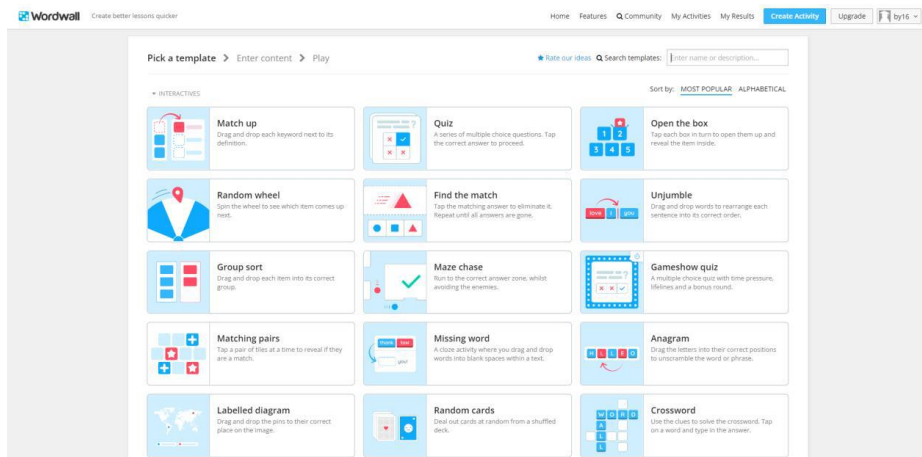 Wordwall Create better lessons quicker Home Features Community My Activities My Results Create Activity Upgrade by16
Pick a template > Enter content > Play Rate our ideas Search templates: Enter name or description...
INTERACTIVES Sort by: MOST POPULAR ALPHABETICAL
Match up
Drag and drop each keyword next to its
definition.
Quiz
A series of multiple choice questions. Tap
the correct answer to proceed.
Open the box
Tap each box in turn to open them up and
reveal the item inside.
1 2
3 4 5
Random wheel
Spin the wheel to see which item comes up
next.
Find the match
Tap the matching answer to eliminate it.
Repeat until all answers are gone.
Unjumble
Drag and drop words to rearrange each
sentence into its correct order.
love I you
Group sort
Drag and drop each item into its correct
group.
Maze chase
Run to the correct answer zone, whilst
avoiding the enemies.
Gameshow quiz
A multiple choice quiz with time pressure,
lifelines and a bonus round.
Matching pairs
Tap a pair of tiles at a time to reveal if they
are a match.
Missing word
A cloze activity where you drag and drop
words into blank spaces within a text.
thank you!
Anagram
Drag the letters into their correct positions
to unscramble the word or phrase.
H L L E O
Labelled diagram
Drag and drop the pins to their correct
place on the image.
Random cards
Deal out cards at random from a shuffled
deck.
Crossword
Use the clues to solve the crossword. Tap
on a word and type in the answer.
W O R D
A
L
L